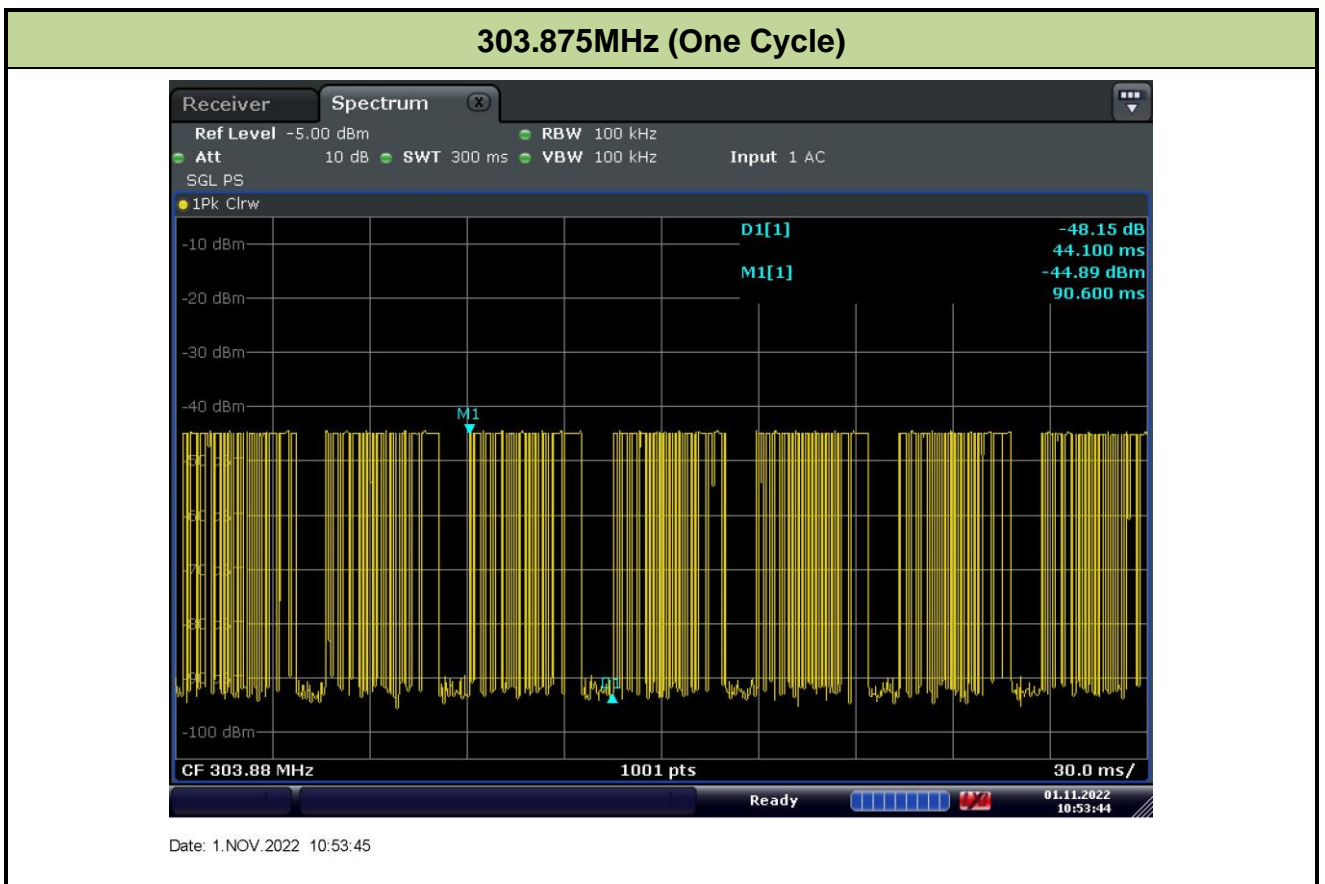 303.875MHz (One Cycle)
Receiver Spectrum X
Ref Level -5.00 dBm RBW 100 kHz
Att 10 dB SWT 300 ms VBW 100 kHz Input 1 AC
SGL PS
1Pk Clrw
D1[1] -48.15 dB
44.100 ms
M1[1] -44.89 dBm
90.600 ms
-10 dBm
-20 dBm
-30 dBm
-40 dBm
M1
D1
-100 dBm
CF 303.88 MHz 1001 pts 30.0 ms/
Ready 01.11.2022
10:53:44
Date: 1.NOV.2022 10:53:45